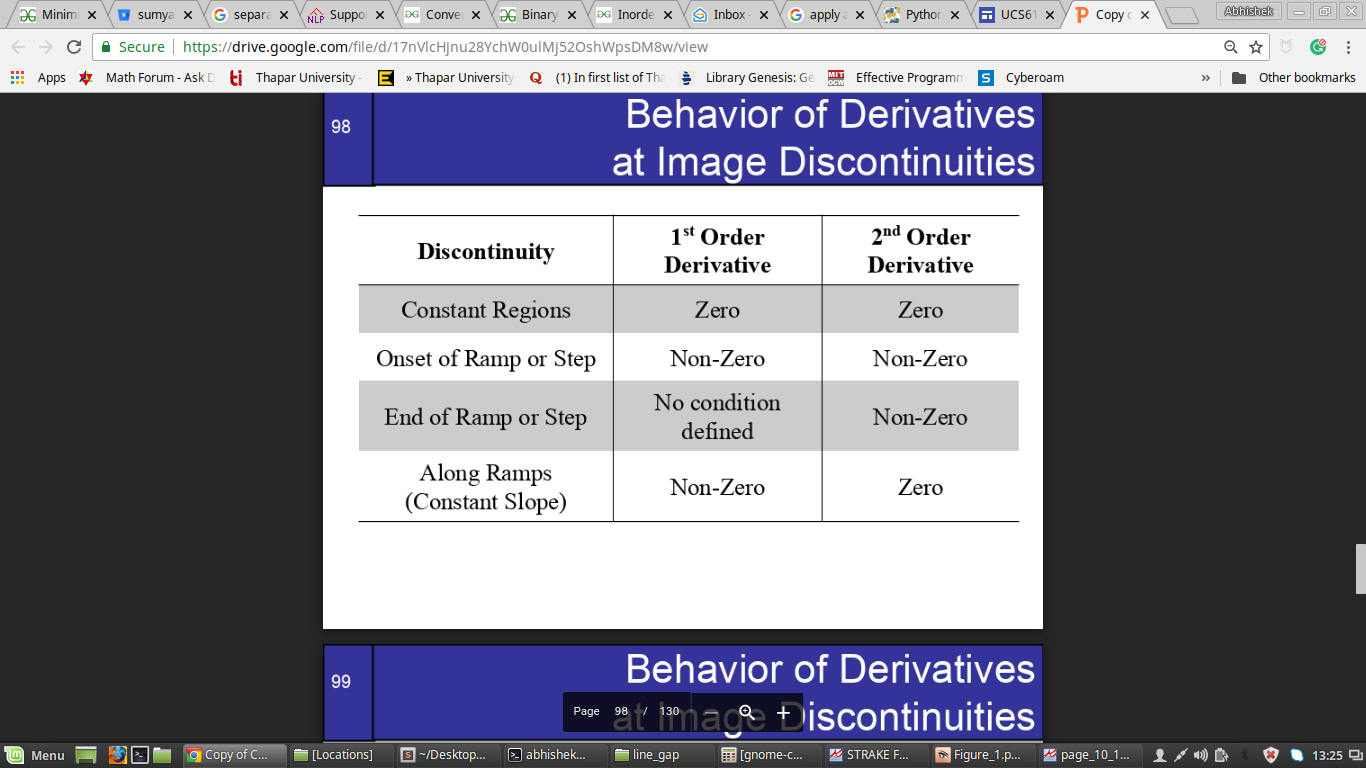 Minim
sumya
separa
Suppo
Conve
Binary
Inorde
Inbox -
apply a
Python
UCS61
Copy o
Abhishek
Secure https://drive.google.com/file/d/17nVlcHjnu28YchW0ulMj52OshWpsDM8w/view
Apps Math Forum - Ask D Thapar University - » Thapar University (1) In first list of Tha Library Genesis: Ge Effective Programm Cyberoam » Other bookmarks
98
Behavior of Derivatives
at Image Discontinuities
Discontinuity
1st Order
Derivative
2nd Order
Derivative
Constant Regions Zero Zero
Onset of Ramp or Step Non-Zero Non-Zero
End of Ramp or Step
No condition
defined
Non-Zero
Along Ramps
(Constant Slope)
Non-Zero Zero
99
Behavior of Derivatives
at Image Discontinuities
Page 98 / 130
Menu Copy of C... [Locations] ~/Desktop... abhishek... line_gap [gnome-c... STRAKE F... Figure_1.p... page_10_1... 13:25